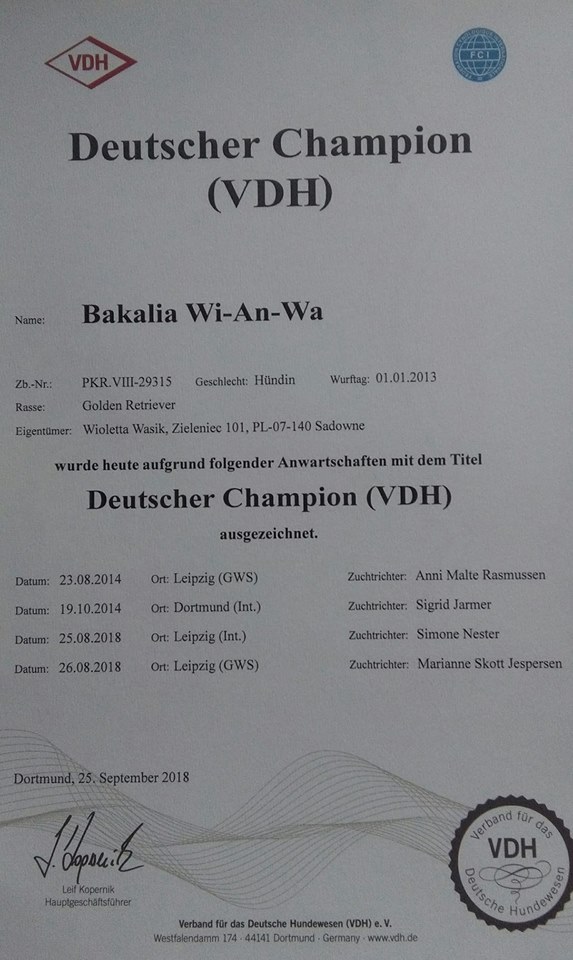 VDH
FCI
Deutscher Champion
(VDH)
Name: Bakalia Wi-An-Wa
Zb.-Nr.: PKR.VIII-29315 Geschlecht: Hündin Wurftag: 01.01.2013
Rasse: Golden Retriever
Eigentümer: Wioletta Wasik, Zieleniec 101, PL-07-140 Sadowne
wurde heute aufgrund folgender Anwartschaften mit dem Titel
Deutscher Champion (VDH)
ausgezeichnet.
Datum: 23.08.2014 Ort: Leipzig (GWS) Zuchtrichter: Anni Malte Rasmussen
Datum: 19.10.2014 Ort: Dortmund (Int.) Zuchtrichter: Sigrid Jarmer
Datum: 25.08.2018 Ort: Leipzig (Int.) Zuchtrichter: Simone Nester
Datum: 26.08.2018 Ort: Leipzig (GWS) Zuchtrichter: Marianne Skott Jespersen
Dortmund, 25. September 2018
Leif Kopernik
Hauptgeschäftsführer
Verband für das
VDH
Deutsche Hundewesen
Verband für das Deutsche Hundewesen (VDH) e. V.
Westfalendamm 174 · 44141 Dortmund · Germany · www.vdh.de